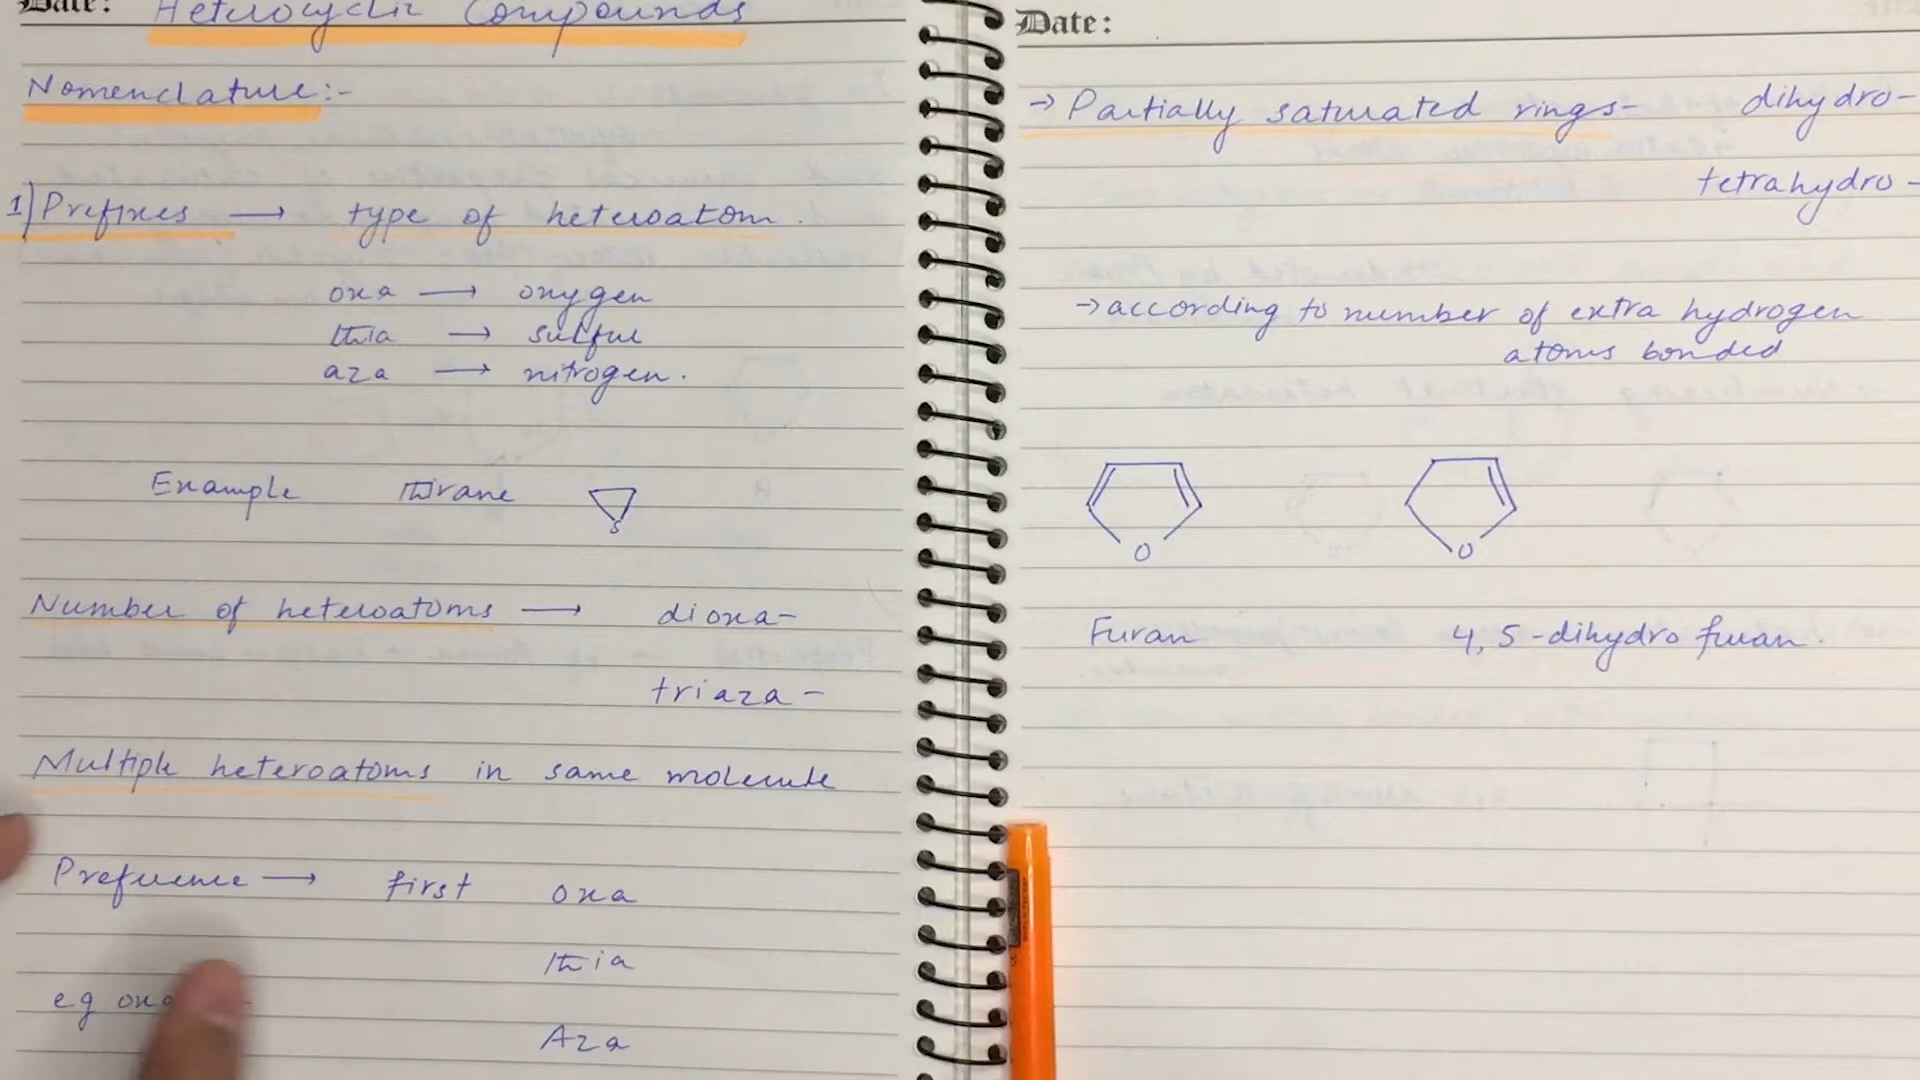 Date: Heterocyclic Compounds
Nomenclature:-
1) Prefixes → type of heteroatom.
oxa → oxygen
thia → sulfur
aza → nitrogen.
Example thirane
S
Number of heteroatoms → dioxa-
triaza-
Multiple heteroatoms in same molecule
Preference → first oxa
thia
e.g
Aza
Date:
→ Partially saturated rings- dihydro-
tetrahydro-
→ according to number of extra hydrogen
atoms bonded
O O
Furan 4,5-dihydro furan.